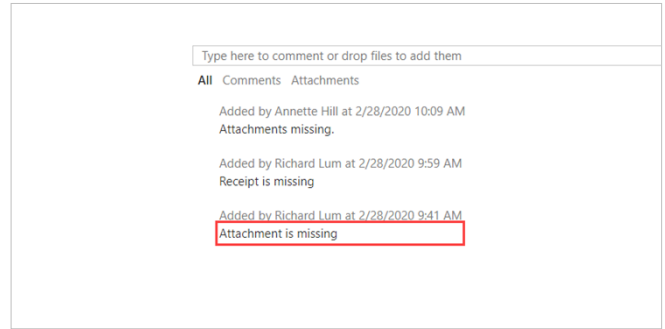 Type here to comment or drop files to add them
All Comments Attachments
Added by Annette Hill at 2/28/2020 10:09 AM
Attachments missing.
Added by Richard Lum at 2/28/2020 9:59 AM
Receipt is missing
Added by Richard Lum at 2/28/2020 9:41 AM
Attachment is missing